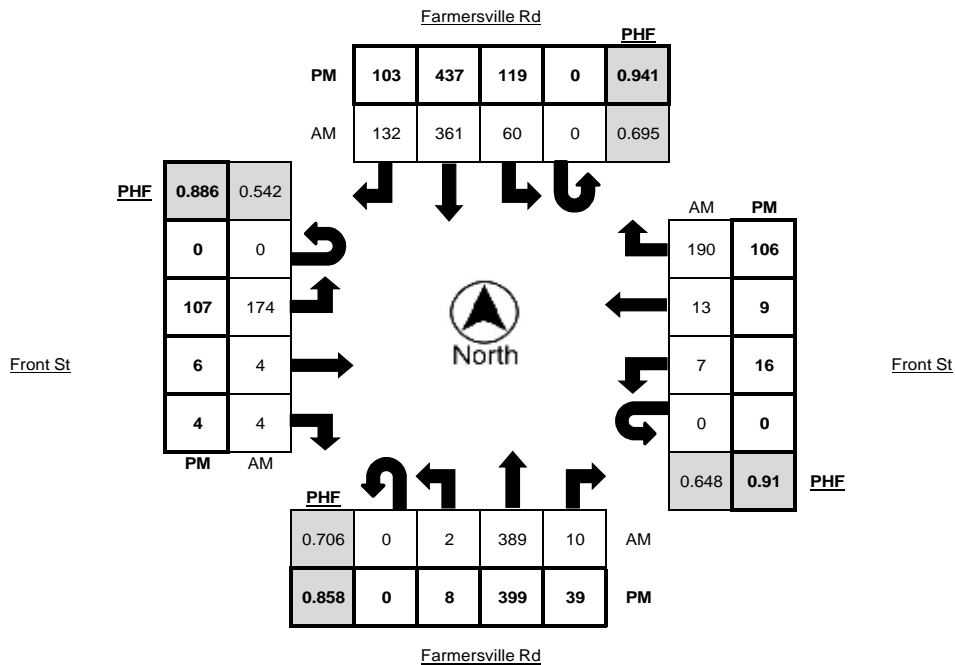 Farmersville Rd
PHF
PM 103 437 119 0 0.941
AM 132 361 60 0 0.695
PHF 0.886 0.542
AM PM
0 0
190 106
107 174
13 9
North
Front St
6 4
7 16
Front St
4 4
0 0
PM AM
0.648 0.91 PHF
PHF
0.706 0 2 389 10 AM
0.858 0 8 399 39 PM
Farmersville Rd